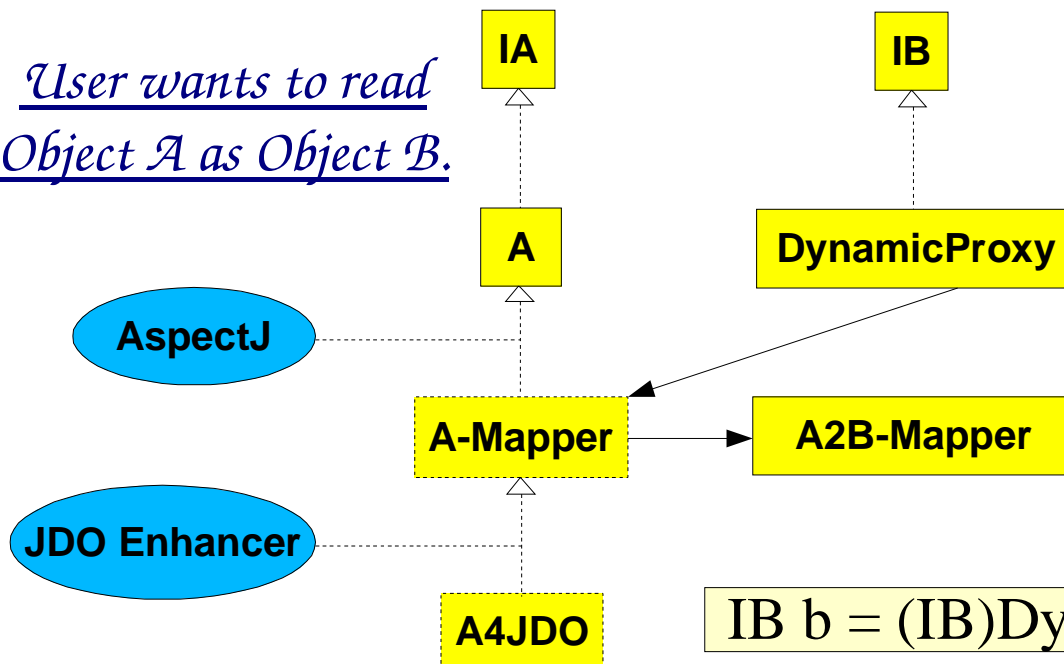 User wants to read
Object A as Object B.
IA
IB
A
DynamicProxy
AspectJ
A-Mapper
A2B-Mapper
JDO Enhancer
A4JDO
IB b = (IB)Dy